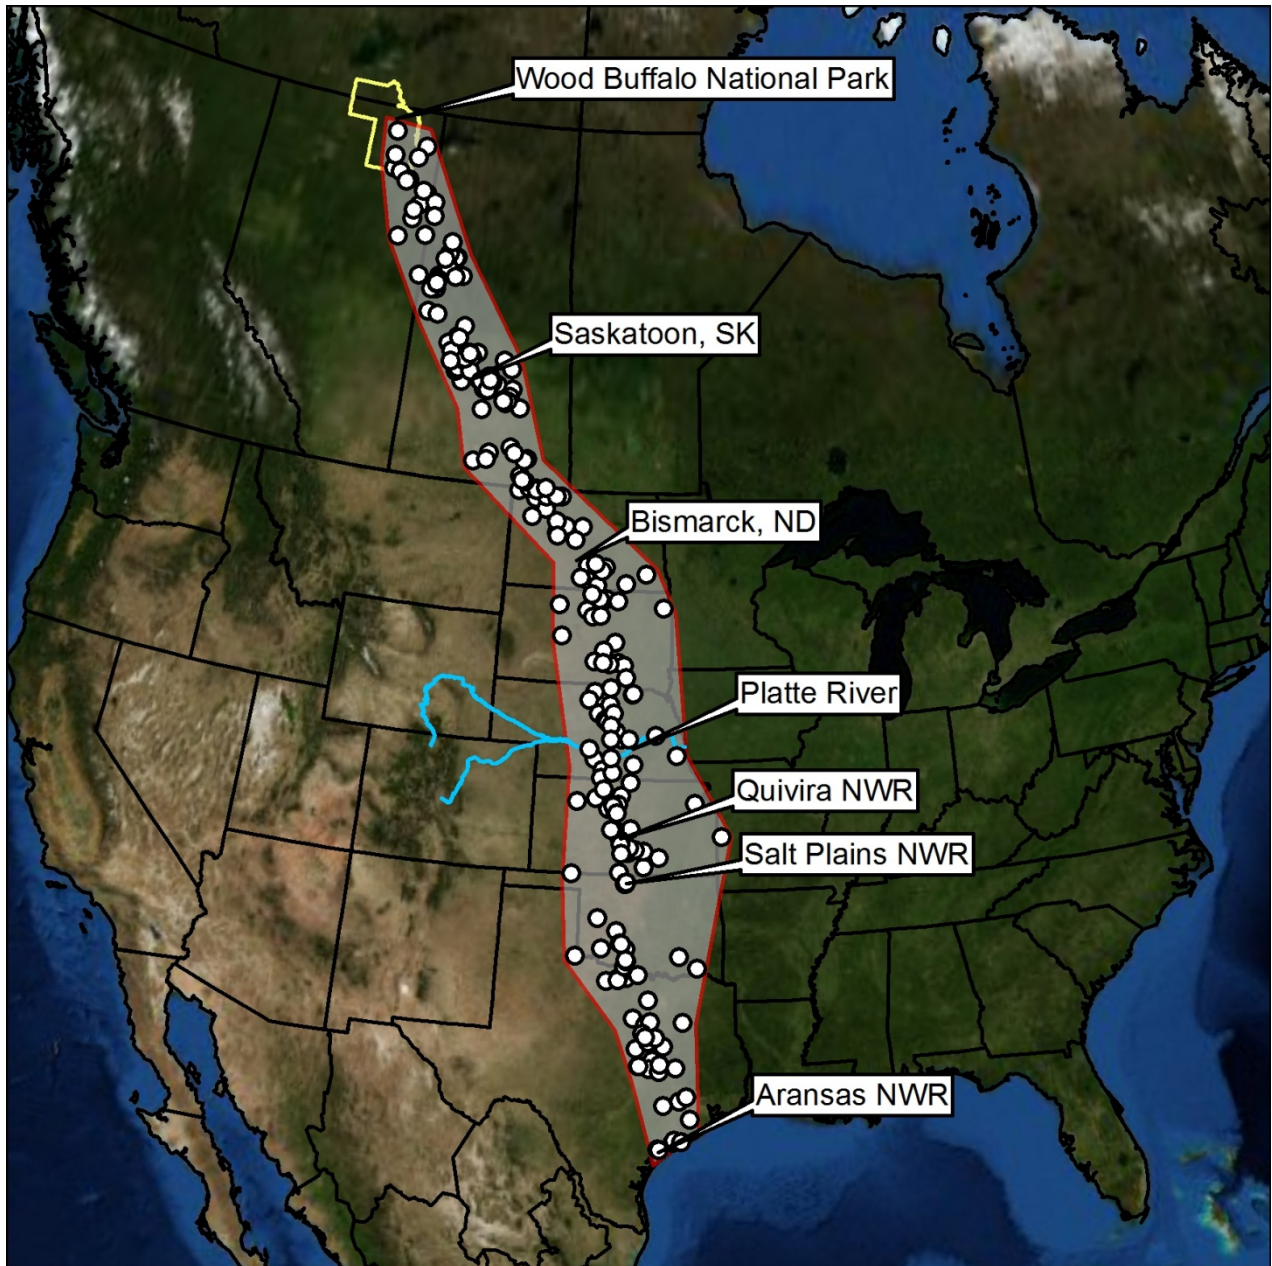 Wood Buffalo National Park
Saskatoon, SK
Bismarck, ND
Platte River
Quivira NWR
Salt Plains NWR
Aransas NWR